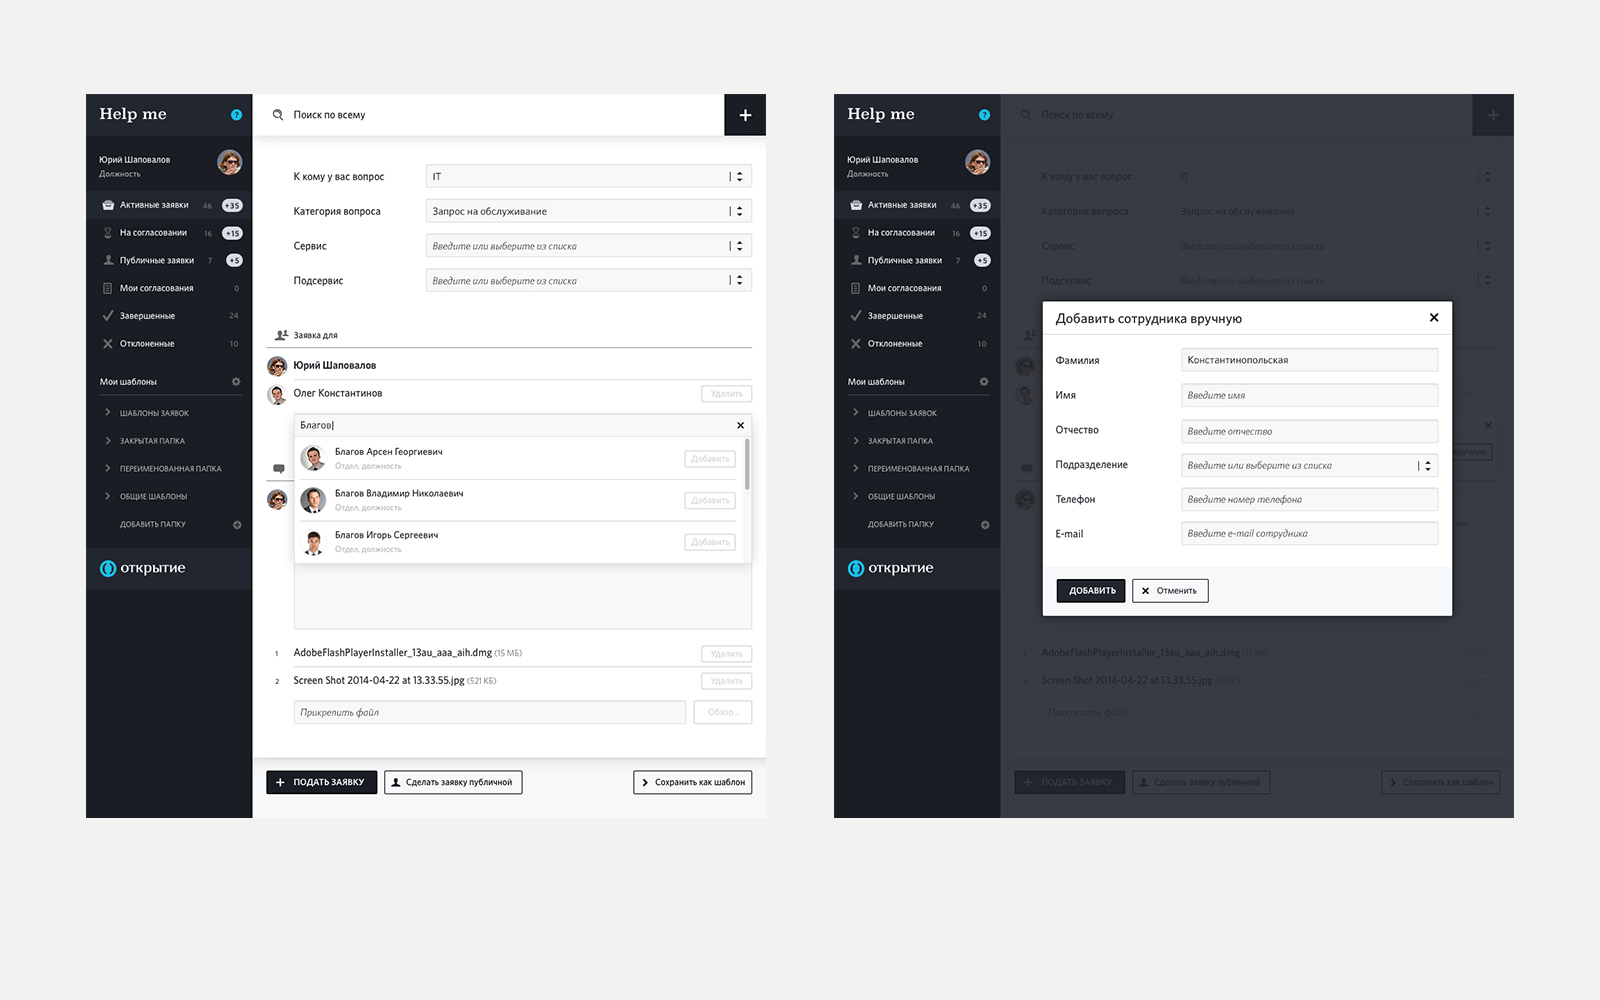 Help me
?
Поиск по всему
+
Юрий Шаповалов
Должность
Активные заявки 46 +35
На согласовании 16 +15
Публичные заявки 7 +5
Мои согласования 0
Завершенные 24
Отклоненные 10
Мои шаблоны
ШАБЛОНЫ ЗАЯВОК
ЗАКРЫТАЯ ПАПКА
ПЕРЕИМЕНОВАННАЯ ПАПКА
ОБЩИЕ ШАБЛОНЫ
ДОБАВИТЬ ПАПКУ
открытие
К кому у вас вопрос IT
Категория вопроса Запрос на обслуживание
Сервис Введите или выберите из списка
Подсервис Введите или выберите из списка
Заявка для
Юрий Шаповалов
Олег Константинов Удалить
Благов
Благов Арсен Георгиевич
Отдел, должность
Добавить
Благов Владимир Николаевич
Отдел, должность
Добавить
Благов Игорь Сергеевич
Отдел, должность
Добавить
1 AdobeFlashPlayerInstaller_13au_aaa_aih.dmg (15 МБ) Удалить
2 Screen Shot 2014-04-22 at 13.33.55.jpg (521 КБ) Удалить
Прикрепить файл Обзор...
+ ПОДАТЬ ЗАЯВКУ
Сделать заявку публичной
Сохранить как шаблон
Help me
?
Поиск по всему
+
Юрий Шаповалов
Должность
Активные заявки 46 +35
На согласовании 16 +15
Публичные заявки 7 +5
Мои согласования 0
Завершенные 24
Отклоненные 10
Мои шаблоны
ШАБЛОНЫ ЗАЯВОК
ЗАКРЫТАЯ ПАПКА
ПЕРЕИМЕНОВАННАЯ ПАПКА
ОБЩИЕ ШАБЛОНЫ
ДОБАВИТЬ ПАПКУ
открытие
К кому у вас вопрос IT
Категория вопроса Запрос на обслуживание
Сервис Введите или выберите из списка
Подсервис Введите или выберите из списка
Добавить сотрудника вручную
Фамилия Константинопольская
Имя Введите имя
Отчество Введите отчество
Подразделение Введите или выберите из списка
Телефон Введите номер телефона
E-mail Введите e-mail сотрудника
ДОБАВИТЬ
Отменить
1 AdobeFlashPlayerInstaller_13au_aaa_aih.dmg (15 МБ)
2 Screen Shot 2014-04-22 at 13.33.55.jpg (521 КБ)
Прикрепить файл
+ ПОДАТЬ ЗАЯВКУ
Сделать заявку публичной
Сохранить как шаблон